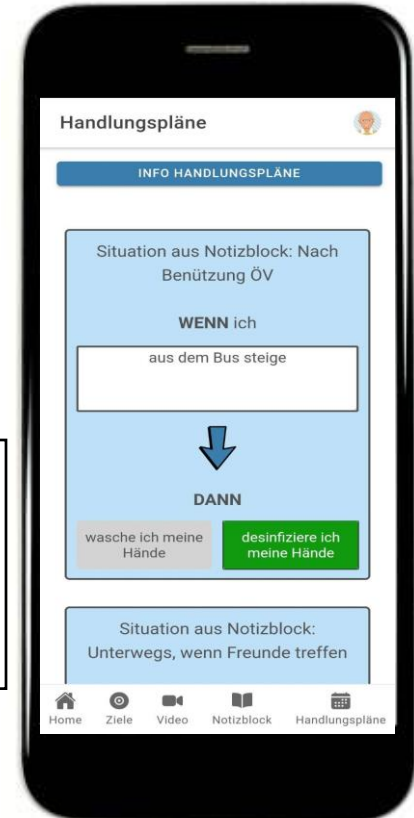 Handlungspläne
INFO HANDLUNGSPLÄNE
Situation aus Notizblock: Nach
Benützung ÖV
WENN ich
aus dem Bus steige
DANN
wasche ich meine
Hände
desinfiziere ich
meine Hände
Situation aus Notizblock:
Unterwegs, wenn Freunde treffen
Home Ziele Video Notizblock Handlungspläne